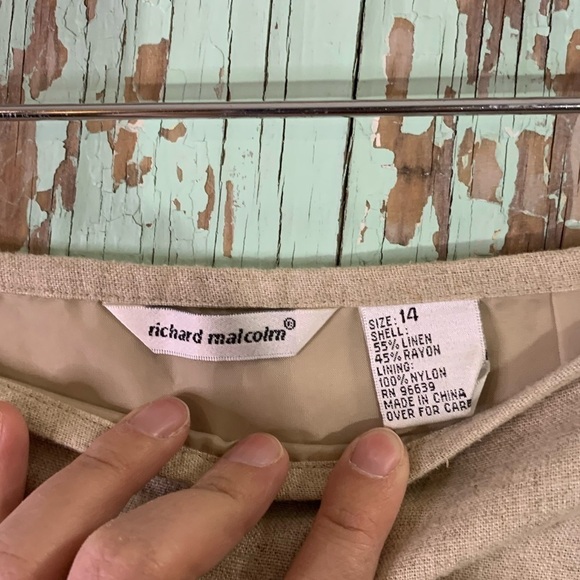 richard malcolm®
SIZE: 14
SHELL:
55% LINEN
45% RAYON
LINING:
100% NYLON
RN 96639
MADE IN CHINA
OVER FOR CARE